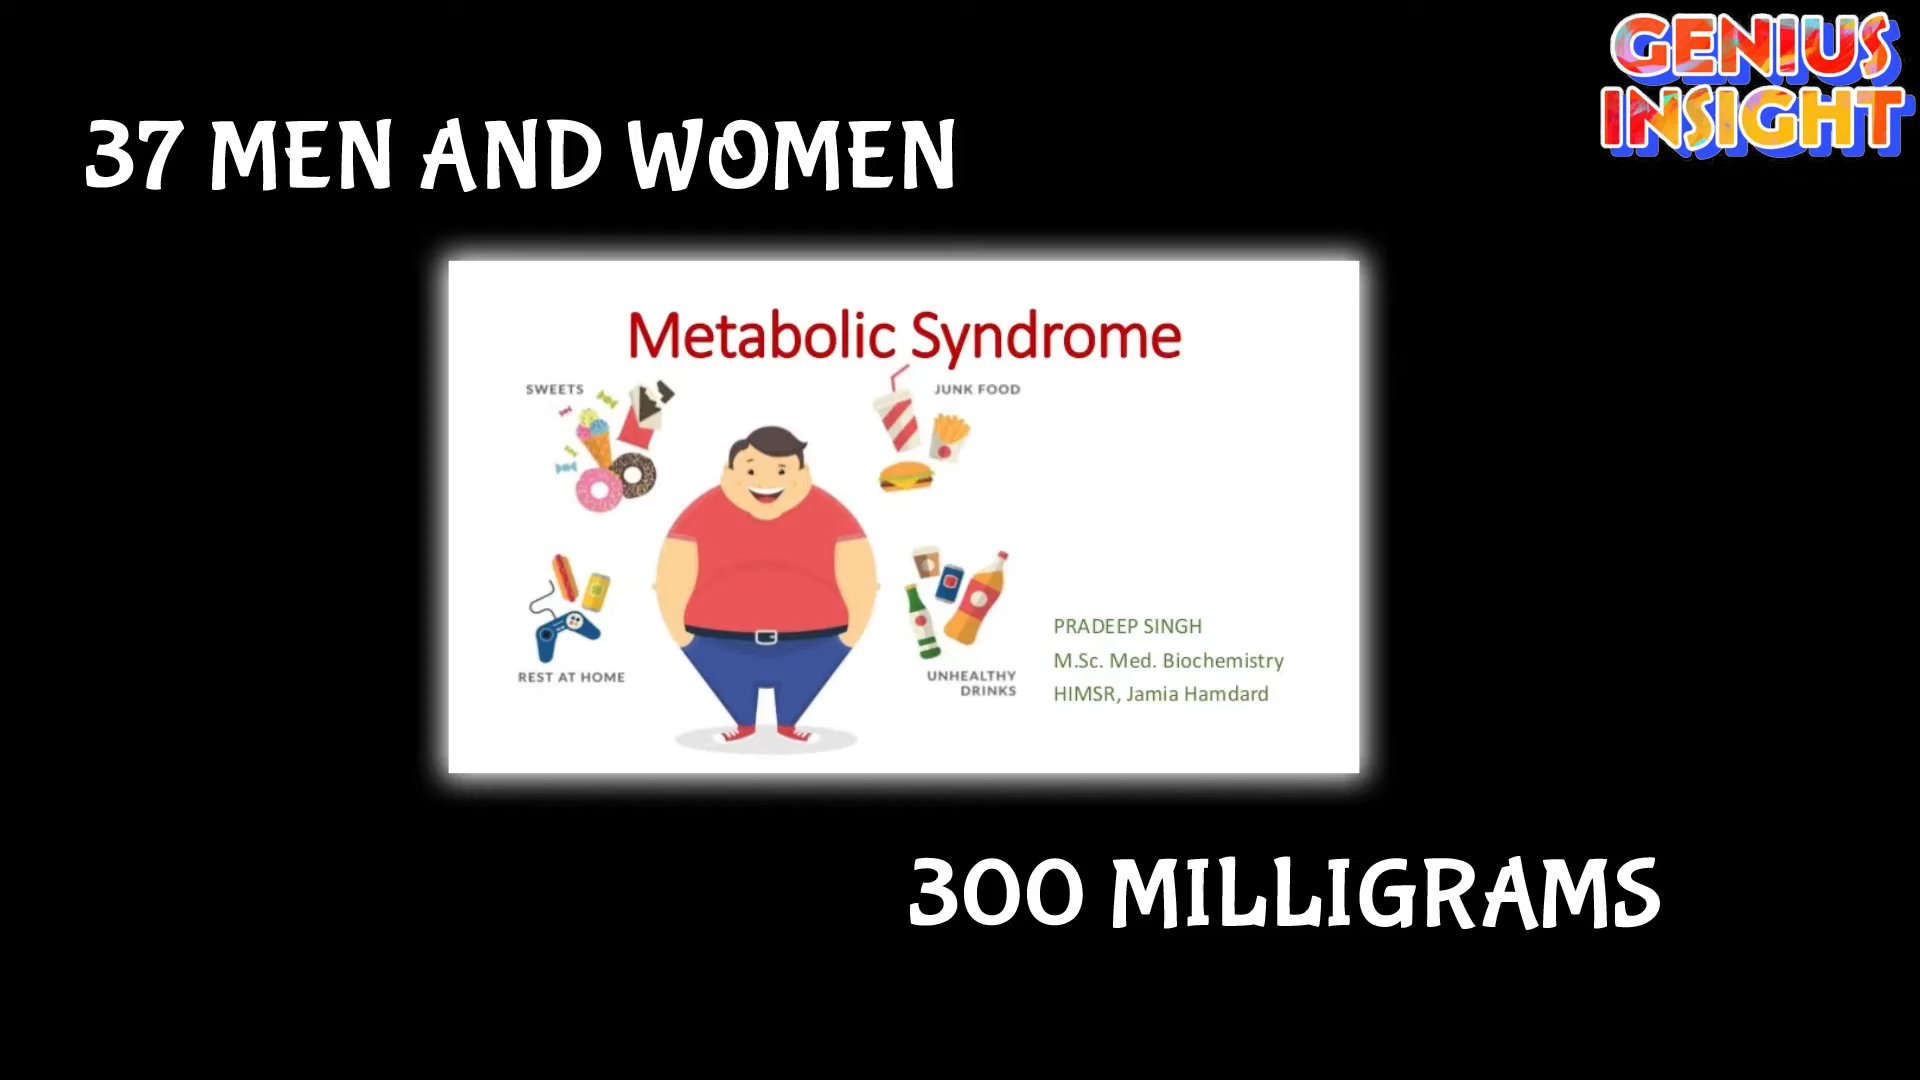 GENIUS
INSIGHT
37 MEN AND WOMEN
Metabolic Syndrome
SWEETS
JUNK FOOD
REST AT HOME
UNHEALTHY
DRINKS
PRADEEP SINGH
M.Sc. Med. Biochemistry
HIMSR, Jamia Hamdard
300 MILLIGRAMS